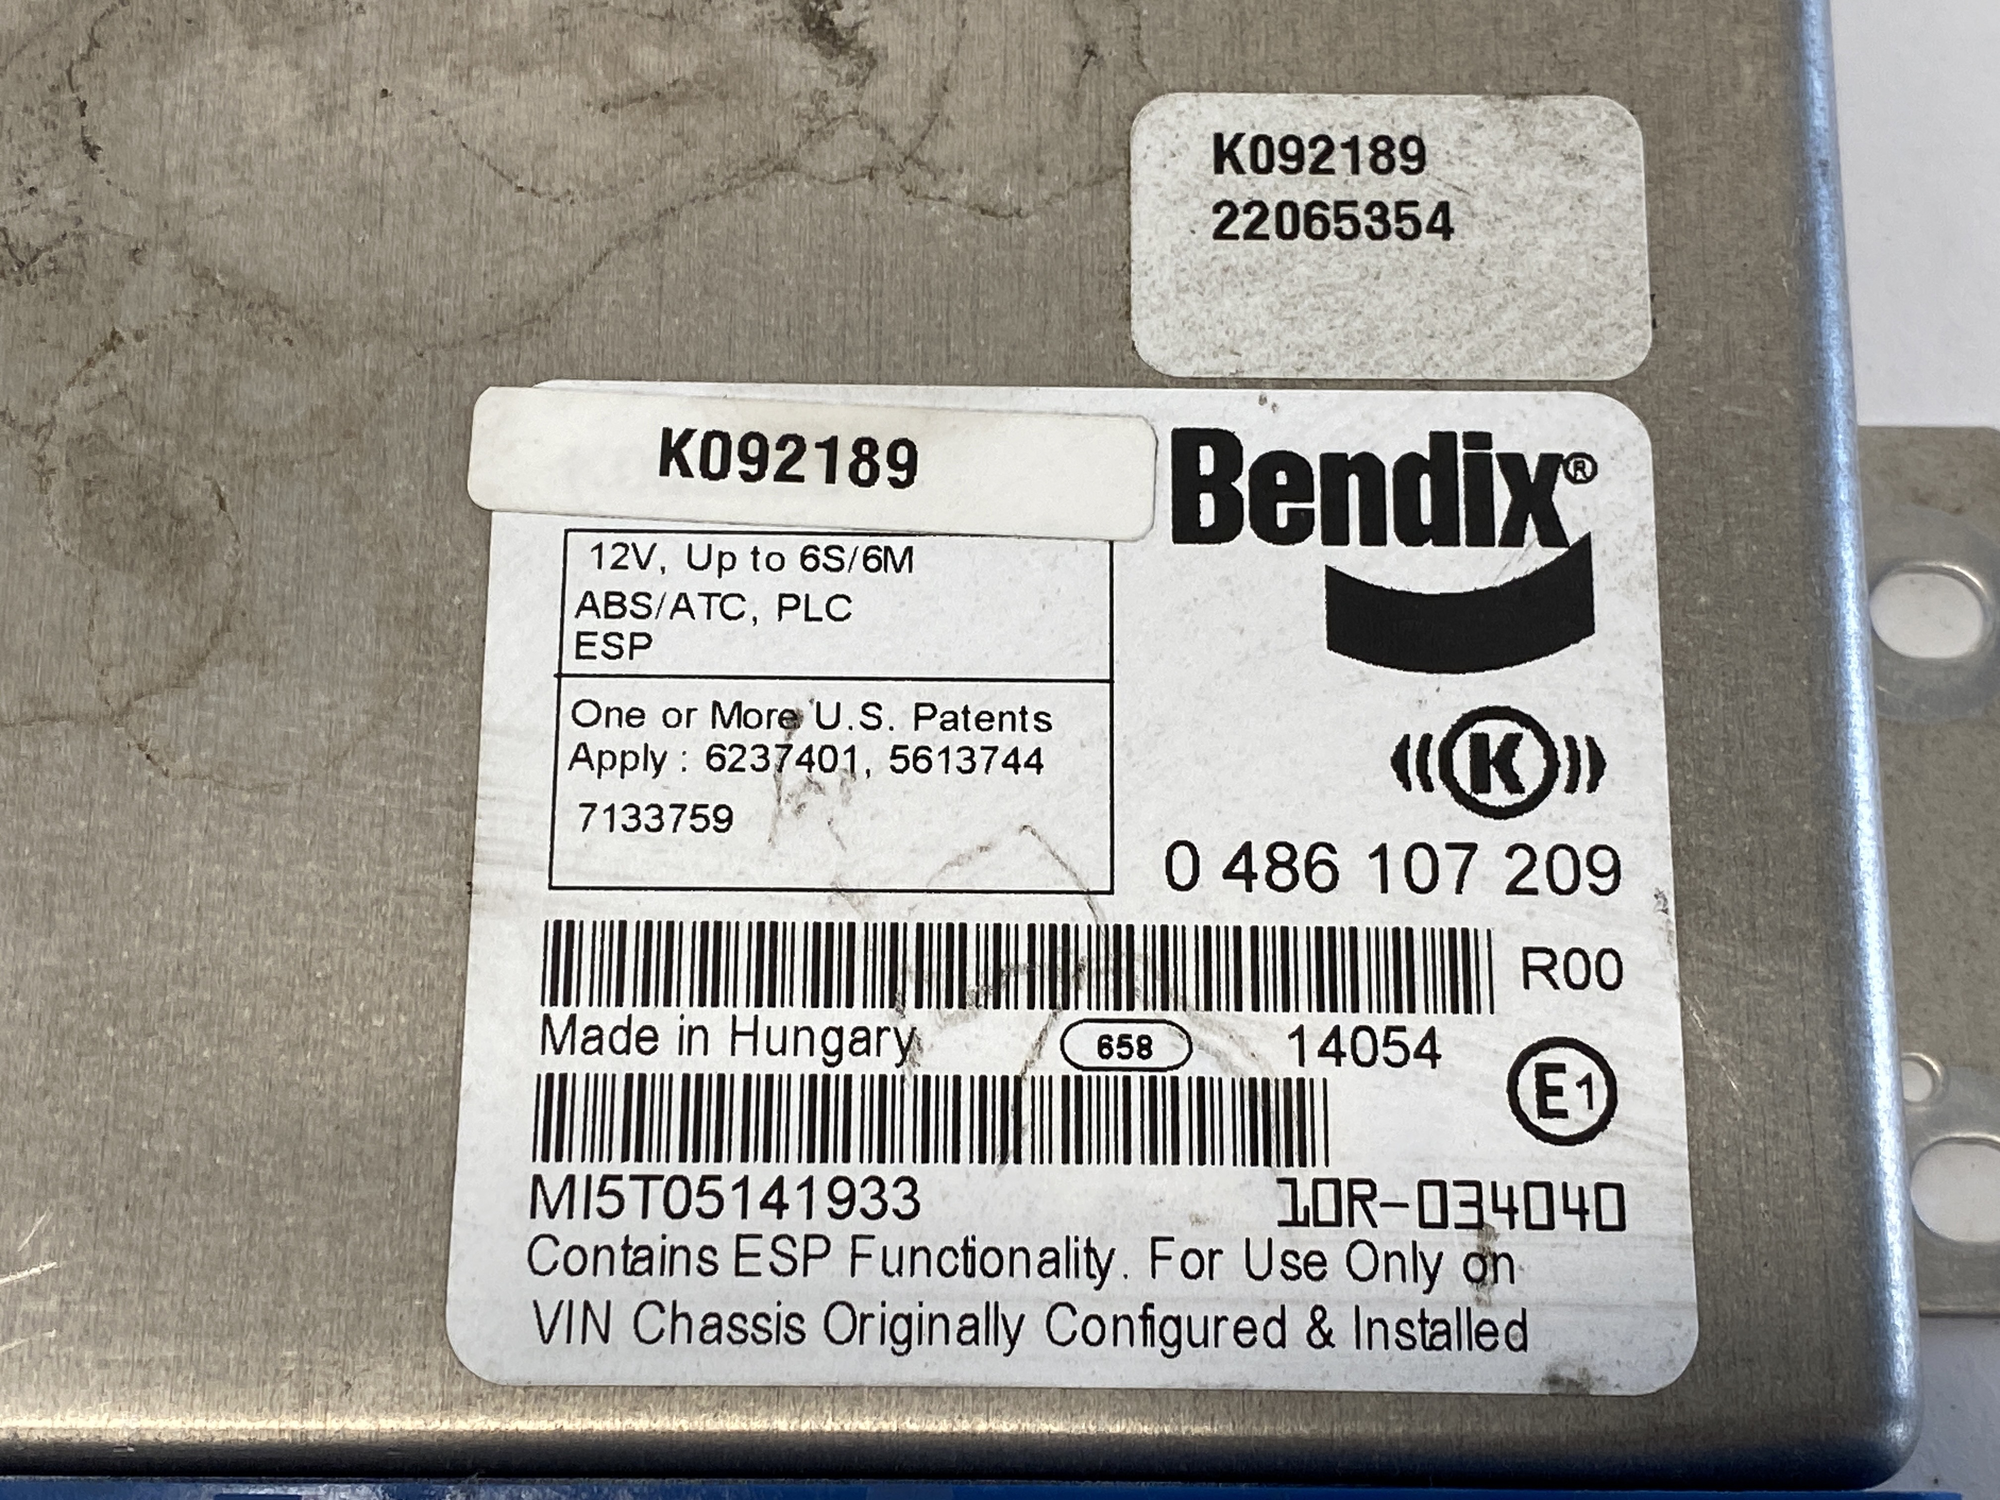 K092189
22065354
K092189
Bendix®
12V, Up to 6S/6M
ABS/ATC, PLC
ESP
One or More U.S. Patents
Apply : 6237401, 5613744
7133759
K
0 486 107 209
R00
Made in Hungary
658
14054
E1
MI5T05141933
10R-034040
Contains ESP Functionality. For Use Only on
VIN Chassis Originally Configured & Installed